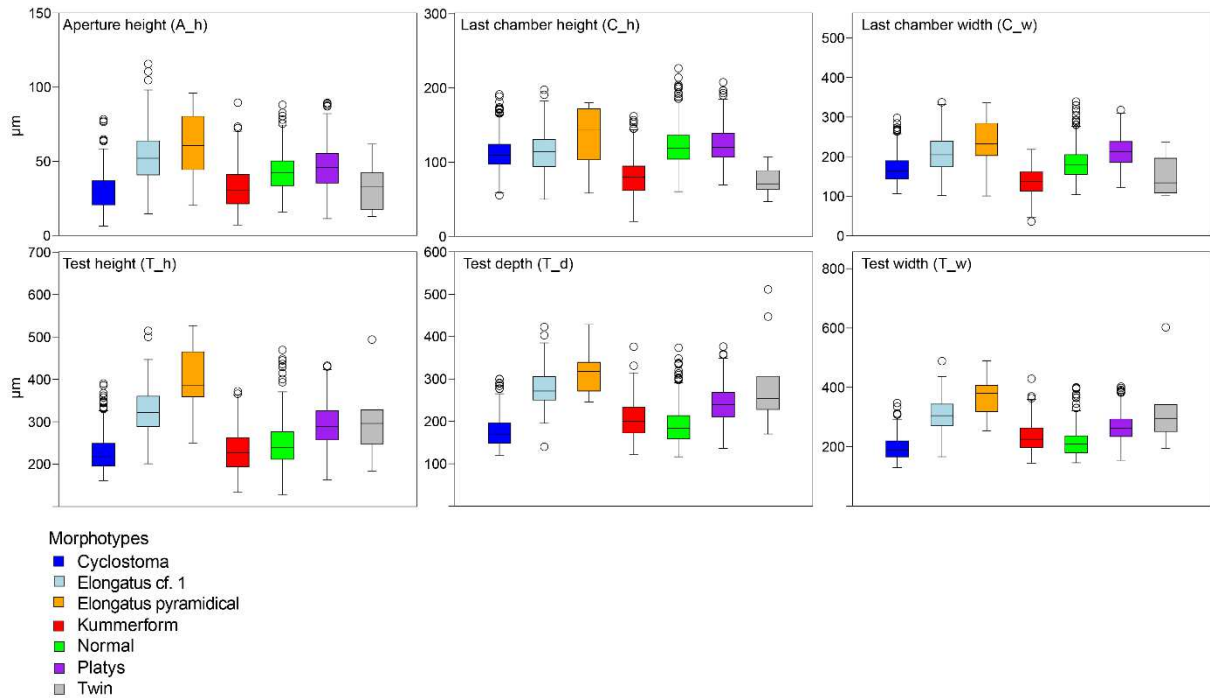 Aperture height (A_h)
150
100
50
0
µm
Last chamber height (C_h)
300
200
100
0
Last chamber width (C_w)
500
400
300
200
100
0
Test height (T_h)
700
600
500
400
300
200
µm
Test depth (T_d)
600
500
400
300
200
100
Test width (T_w)
800
600
400
200
Morphotypes
Cyclostoma
Elongatus cf. 1
Elongatus pyramidical
Kummerform
Normal
Platys
Twin